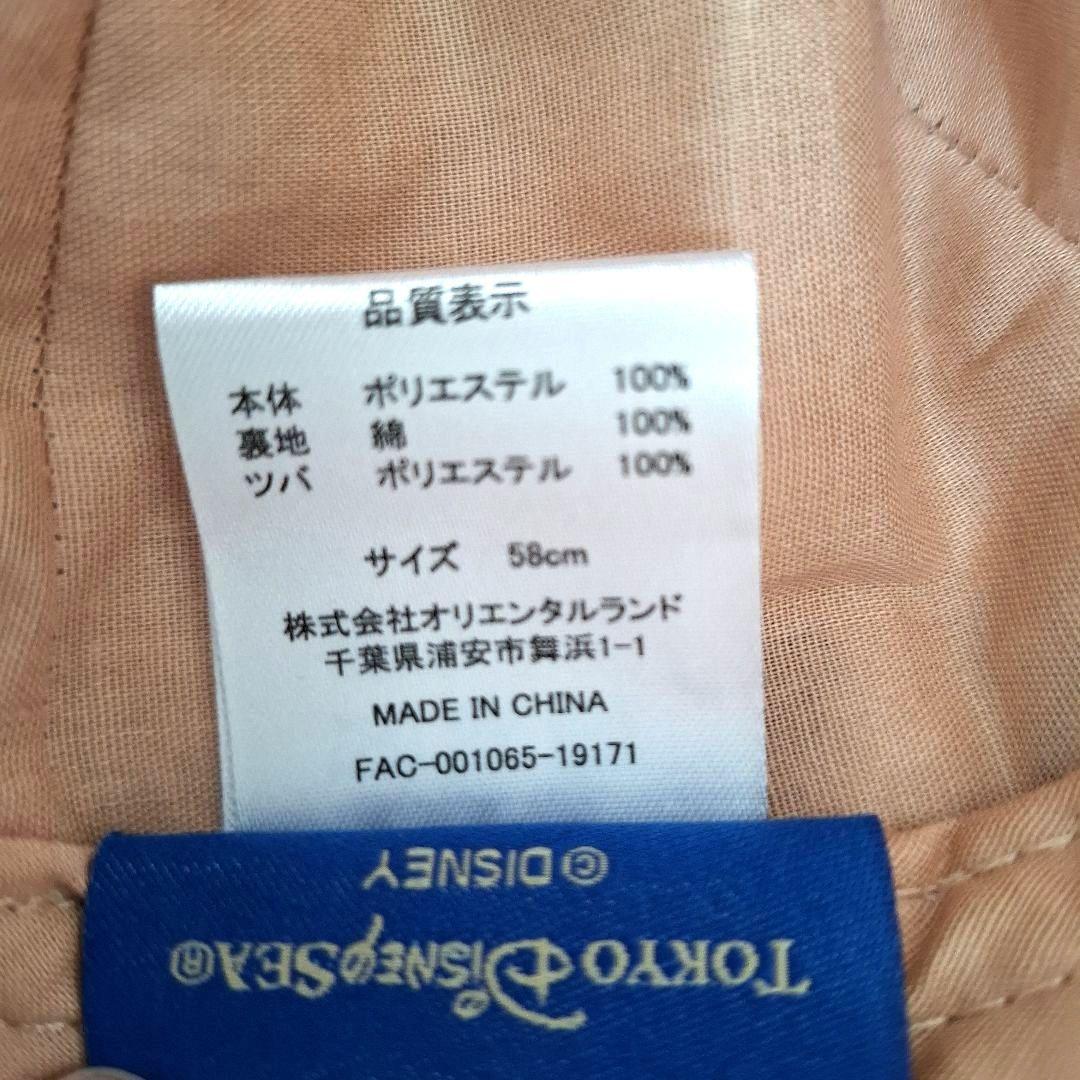 品質表示
本体 ポリエステル 100%
裏地 綿 100%
ツバ ポリエステル 100%
サイズ 58cm
株式会社オリエンタルランド
千葉県浦安市舞浜1-1
MADE IN CHINA
FAC-001065-19171
TOKYO DISNEYSEA®
©DISNEY